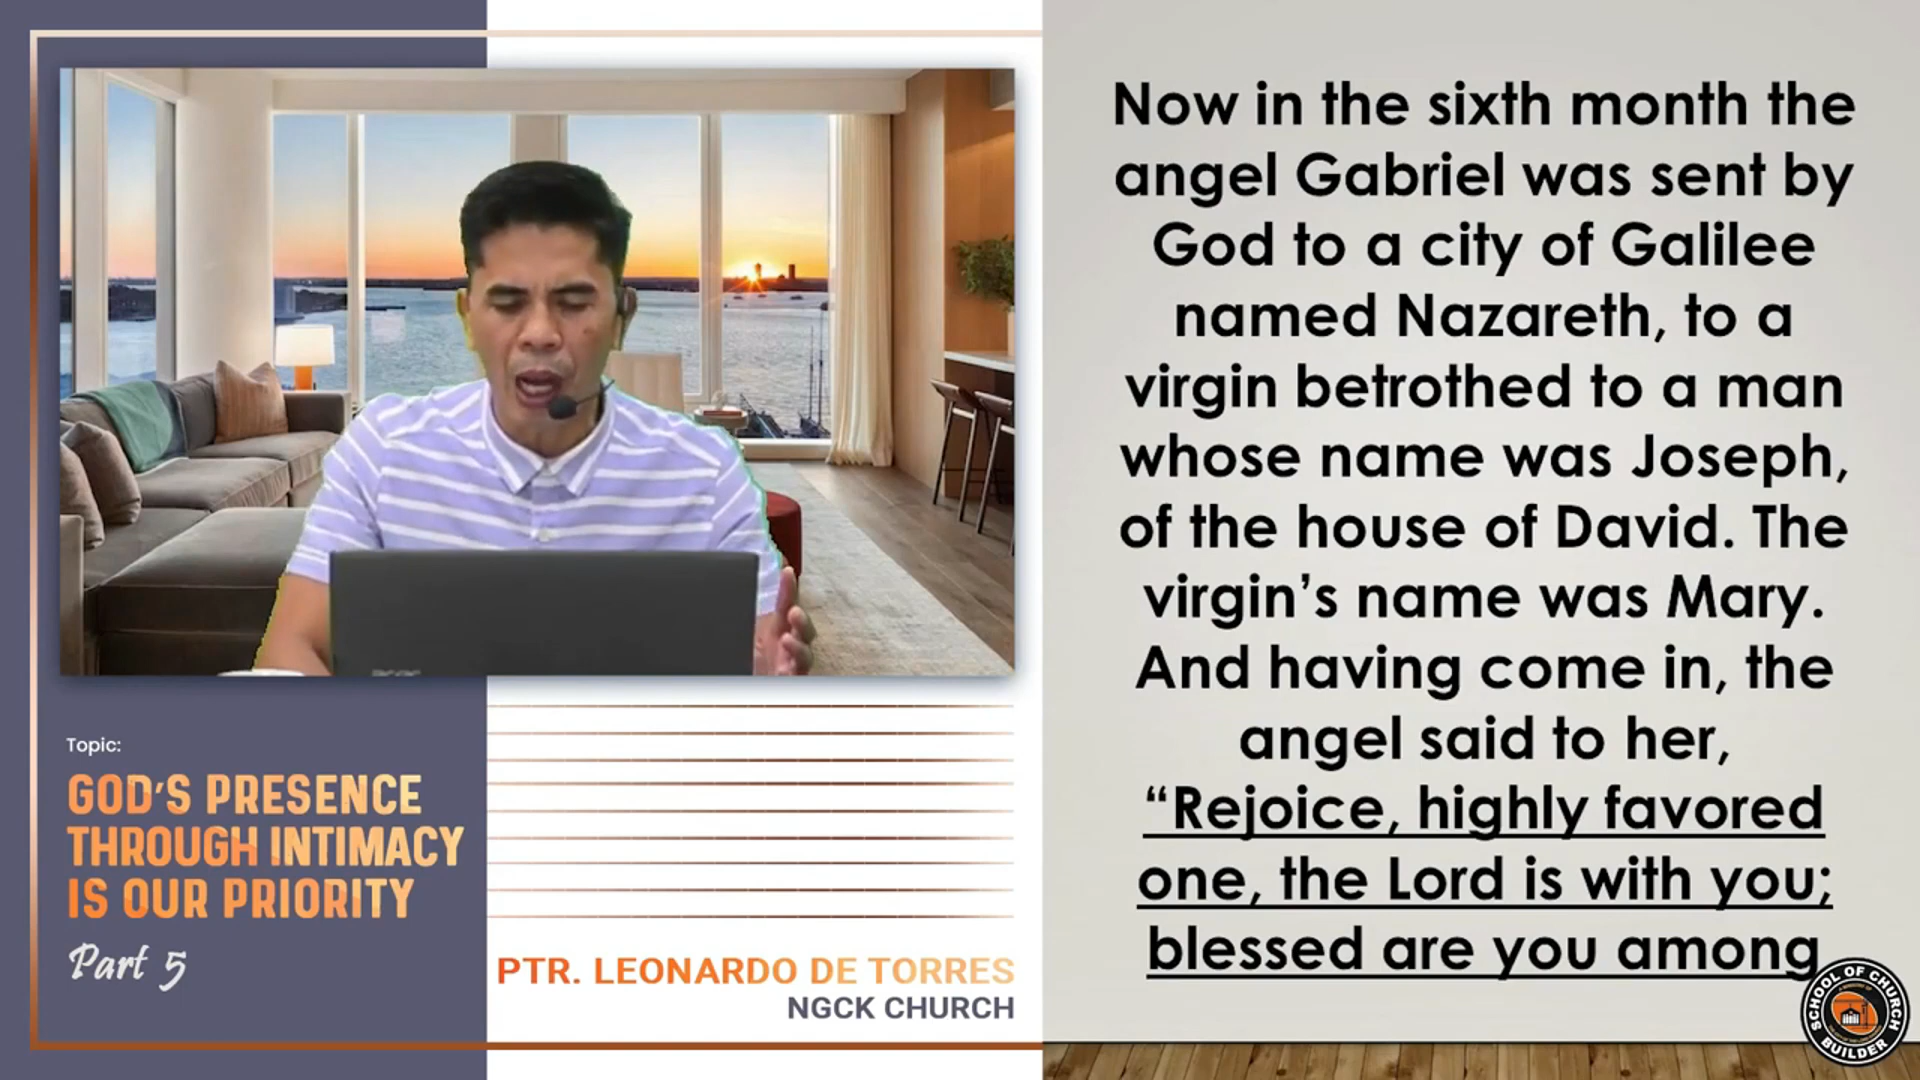 Topic:
GOD'S PRESENCE
THROUGH INTIMACY
IS OUR PRIORITY
Part 5
PTR. LEONARDO DE TORRES
NGCK CHURCH
Now in the sixth month the
angel Gabriel was sent by
God to a city of Galilee
named Nazareth, to a
virgin betrothed to a man
whose name was Joseph,
of the house of David. The
virgin’s name was Mary.
And having come in, the
angel said to her,
“Rejoice, highly favored
one, the Lord is with you;
blessed are you among
SCHOOL OF CHURCH
BUILDER